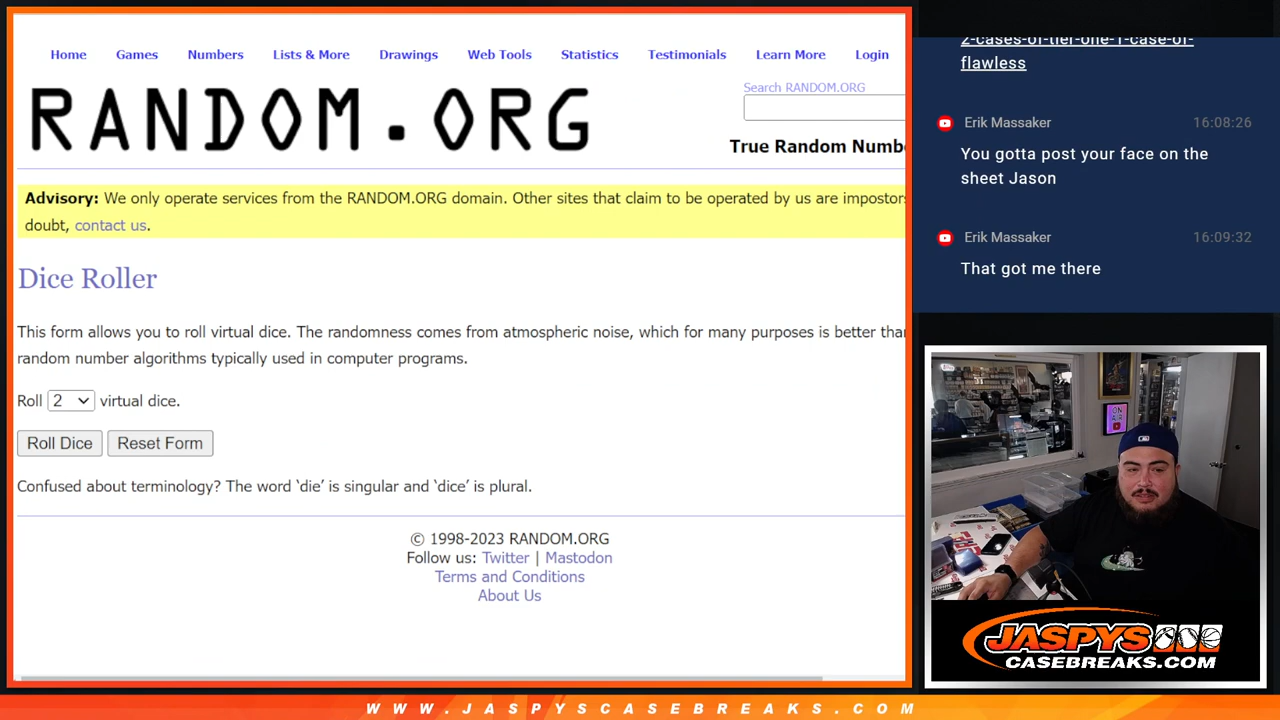 Home Games Numbers Lists & More Drawings Web Tools Statistics Testimonials Learn More Login
RANDOM.ORG
Search RANDOM.ORG
True Random Numb
Advisory: We only operate services from the RANDOM.ORG domain. Other sites that claim to be operated by us are impostors
doubt, contact us.
Dice Roller
This form allows you to roll virtual dice. The randomness comes from atmospheric noise, which for many purposes is better than
random number algorithms typically used in computer programs.
Roll 2 virtual dice.
Roll Dice Reset Form
Confused about terminology? The word ‘die’ is singular and ‘dice’ is plural.
© 1998-2023 RANDOM.ORG
Follow us: Twitter | Mastodon
Terms and Conditions
About Us
2-cases-of-tier-one-1-case-of-
flawless
Erik Massaker 16:08:26
You gotta post your face on the
sheet Jason
Erik Massaker 16:09:32
That got me there
ON
AIR
JASPYS
CASEBREAKS.COM
WWW.JASPYSCASEBREAKS.COM